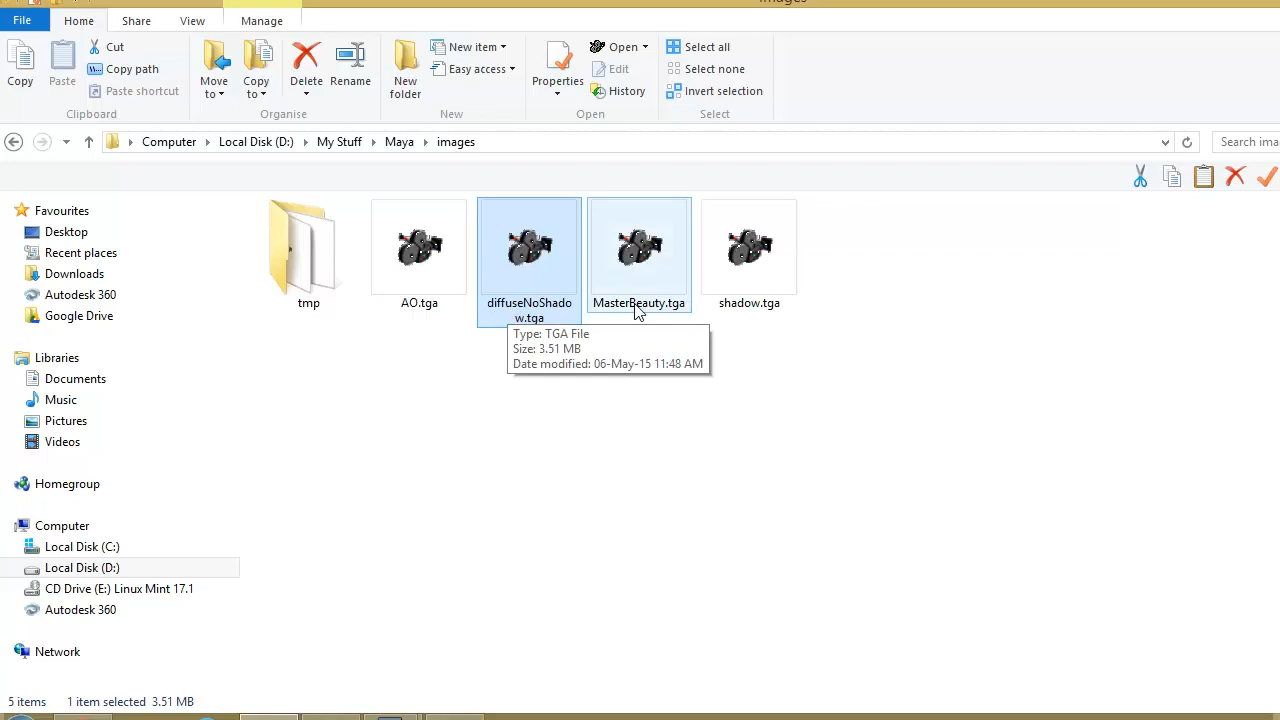 images
File Home Share View Manage
Copy
Paste
Cut
Copy path
Paste shortcut
Clipboard
Move to
Copy to
Delete
Rename
Organise
New folder
New item
Easy access
New
Properties
Open
Edit
History
Open
Select all
Select none
Invert selection
Select
Computer Local Disk (D:) My Stuff Maya images
Search ima
Favourites
Desktop
Recent places
Downloads
Autodesk 360
Google Drive
Libraries
Documents
Music
Pictures
Videos
Homegroup
Computer
Local Disk (C:)
Local Disk (D:)
CD Drive (E:) Linux Mint 17.1
Autodesk 360
Network
tmp
AO.tga
diffuseNoShado
w.tga
MasterBeauty.tga
shadow.tga
Type: TGA File
Size: 3.51 MB
Date modified: 06-May-15 11:48 AM
5 items 1 item selected 3.51 MB